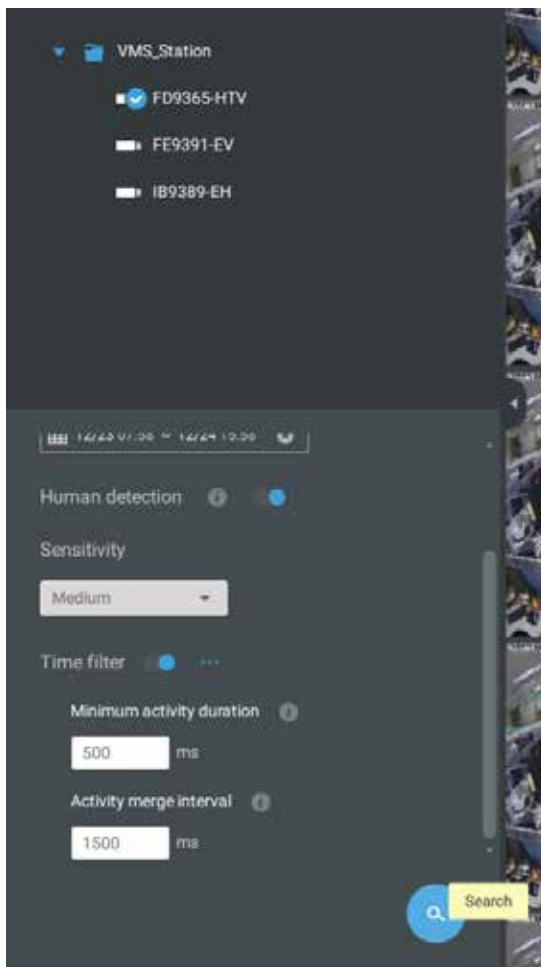 VMS_Station
FD9365-HTV
FE9391-EV
IB9389-EH
Human detection
Sensitivity
Medium
Time filter
Minimum activity duration
500 ms
Activity merge interval
1500 ms
Search